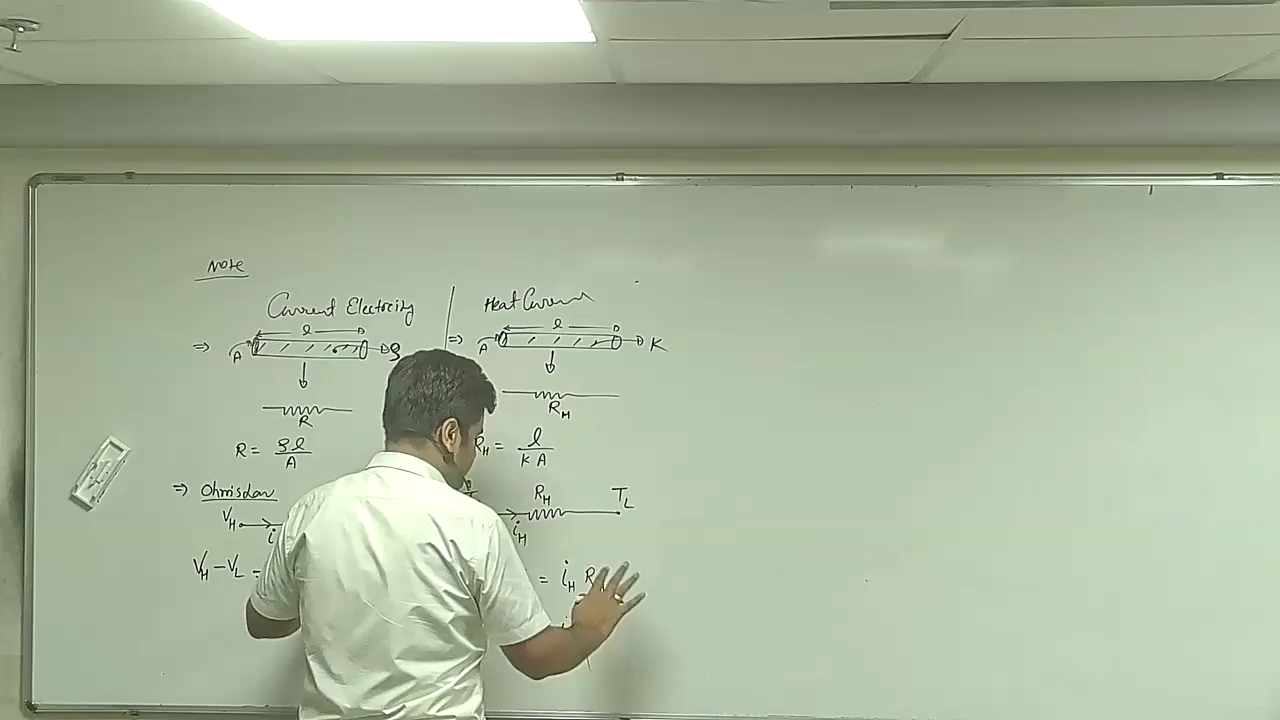 Note
Current Electricity
Heat Current
⇒ A l ρ
⇒ A l K
R
R_H
R = ρl/A
R_H = l/KA
⇒ Ohm's law
V_H i
i_H R_H T_L
V_H - V_L =
= i_H R